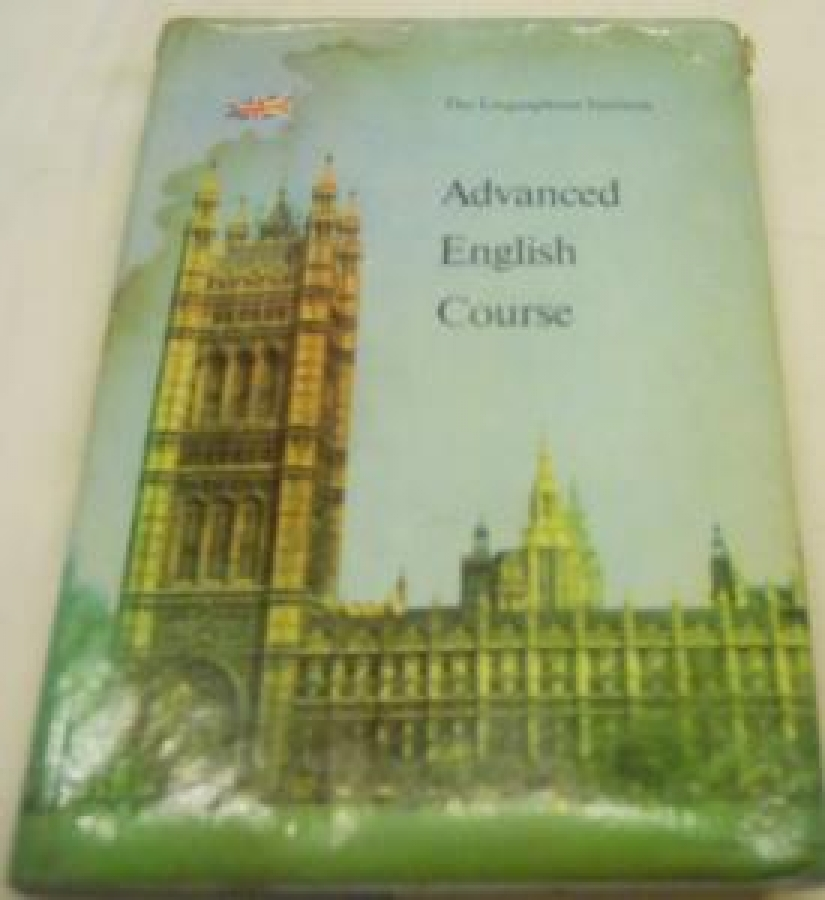 The Linguaphone Institute
Advanced
English
Course